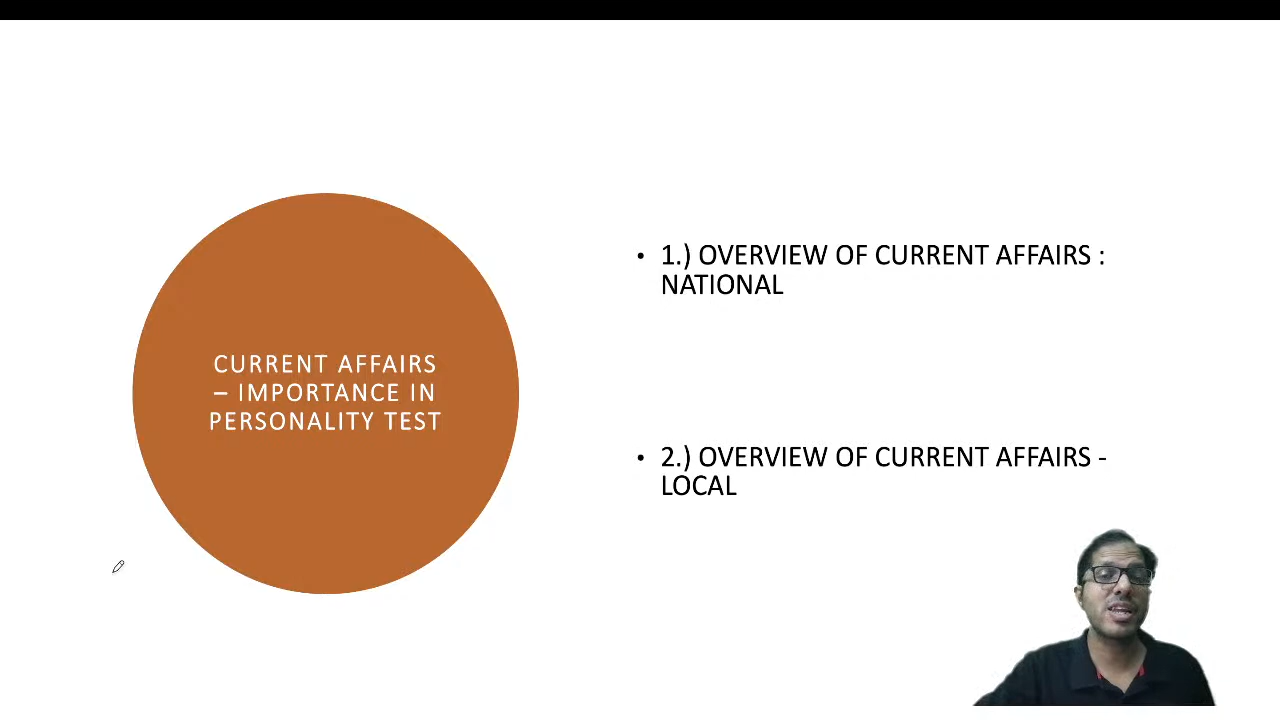 CURRENT AFFAIRS
– IMPORTANCE IN
PERSONALITY TEST
• 1.) OVERVIEW OF CURRENT AFFAIRS :
NATIONAL
• 2.) OVERVIEW OF CURRENT AFFAIRS -
LOCAL